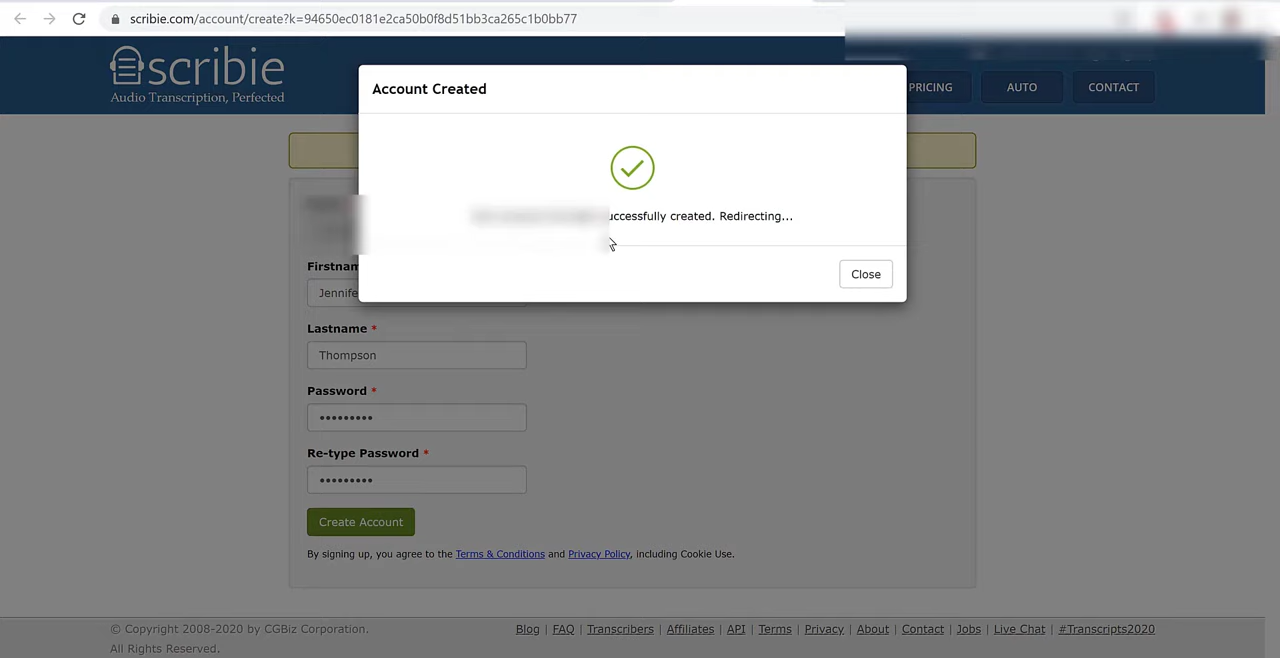 scribie.com/account/create?k=94650ec0181e2ca50b0f8d51bb3ca265c1b0bb77
scribie
Audio Transcription, Perfected
PRICING
AUTO
CONTACT
Account Created
successfully created. Redirecting...
Close
Firstname
Jennife
Lastname *
Thompson
Password *
•••••••••
Re-type Password *
•••••••••
Create Account
By signing up, you agree to the Terms & Conditions and Privacy Policy, including Cookie Use.
© Copyright 2008-2020 by CGBiz Corporation.
All Rights Reserved.
Blog | FAQ | Transcribers | Affiliates | API | Terms | Privacy | About | Contact | Jobs | Live Chat | #Transcripts2020